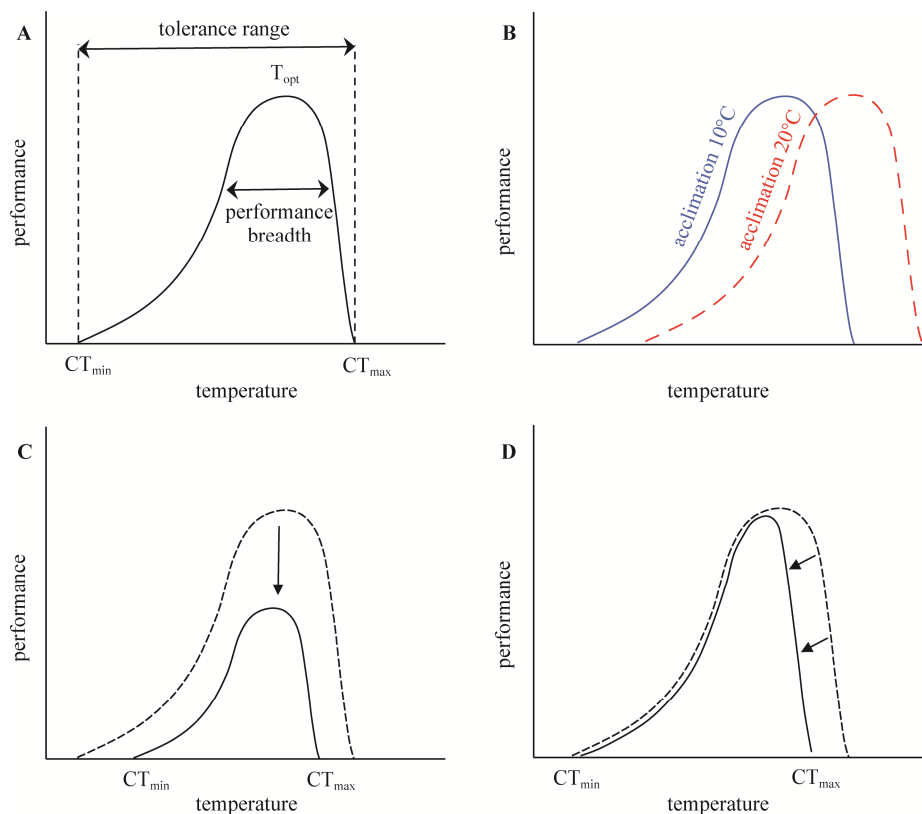 A
tolerance range
T_opt
performance
performance
breadth
CT_min
CT_max
temperature
B
acclimation 10°C
acclimation 20°C
performance
temperature
C
performance
CT_min
CT_max
temperature
D
performance
CT_min
CT_max
temperature